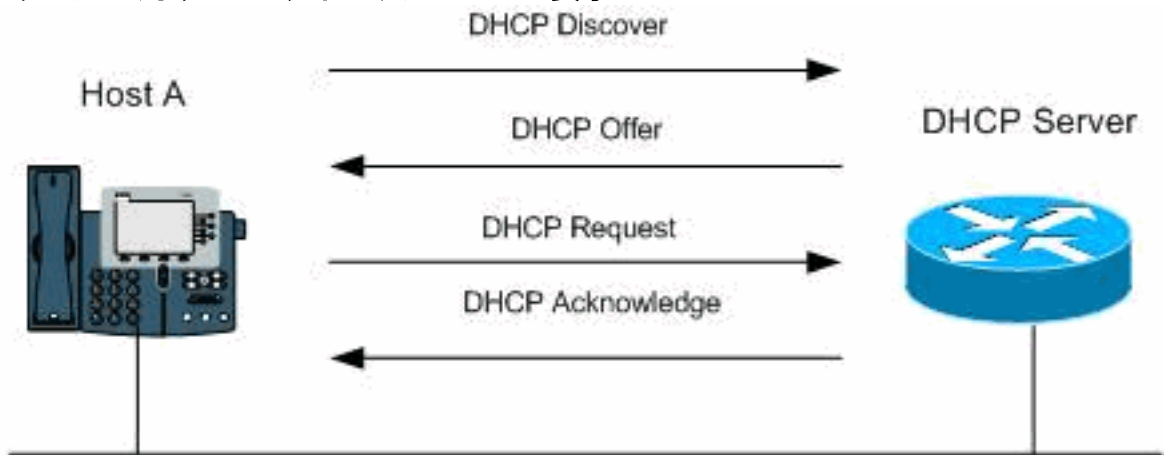 DHCP Discover
Host A
DHCP Offer
DHCP Server
DHCP Request
DHCP Acknowledge